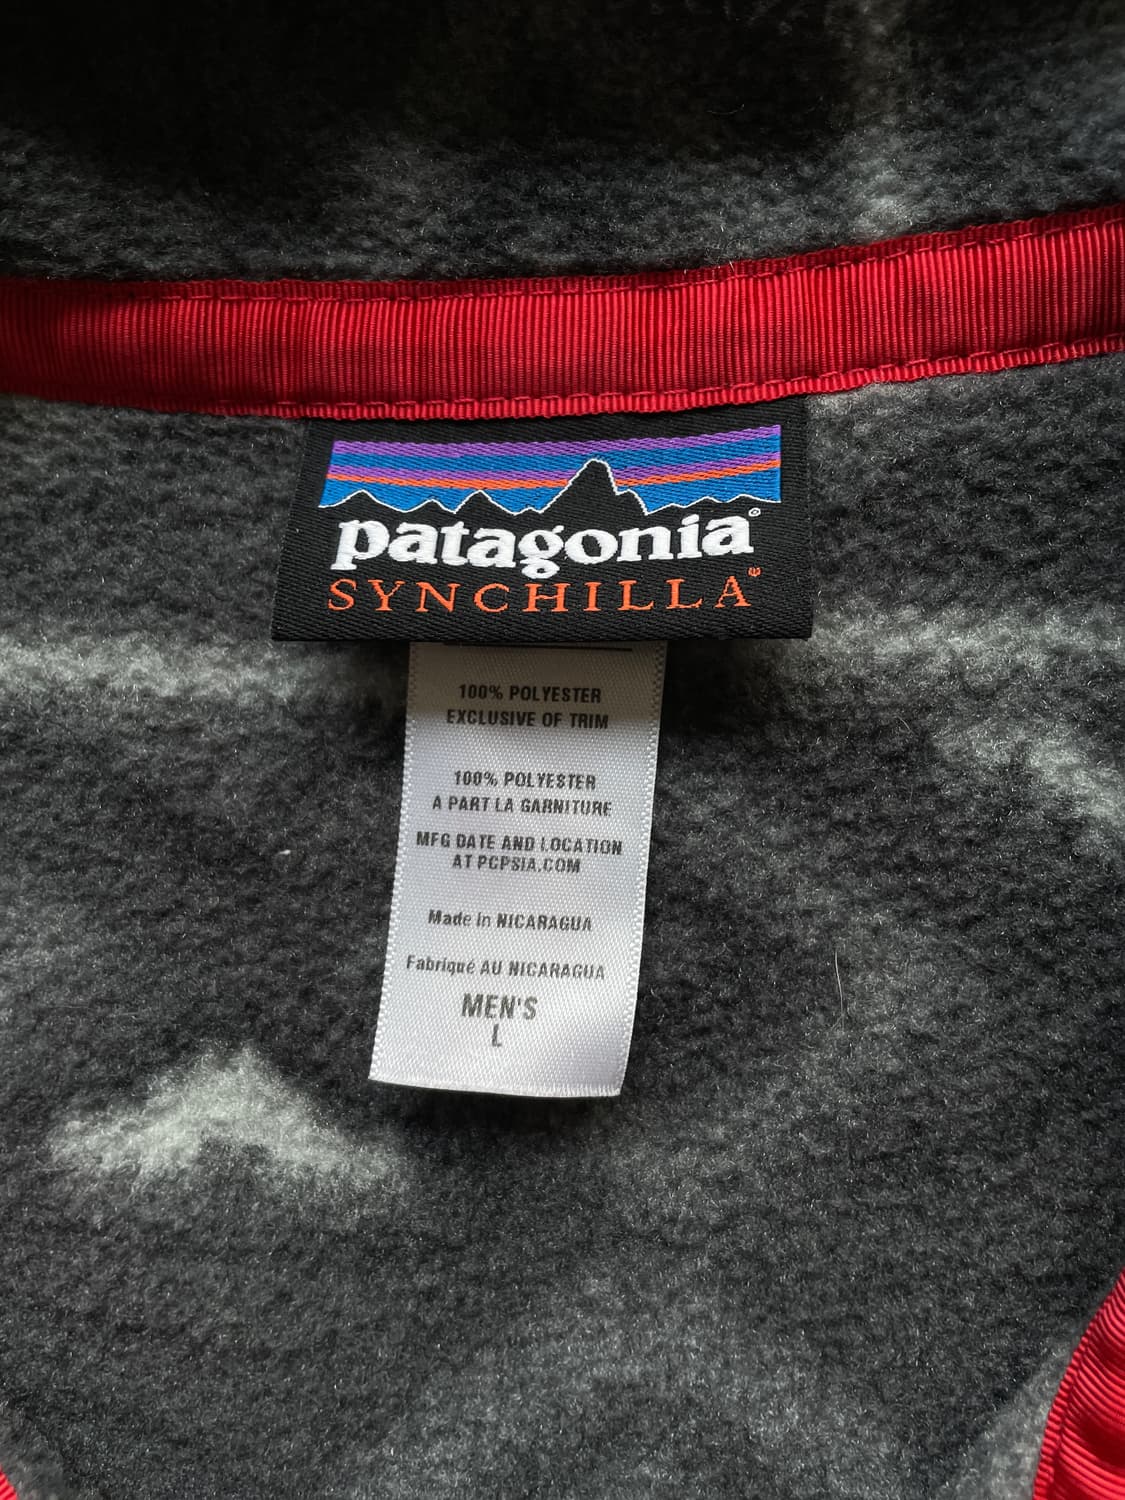 patagonia®
SYNCHILLA®
100% POLYESTER
EXCLUSIVE OF TRIM
100% POLYESTER
A PART LA GARNITURE
MFG DATE AND LOCATION
AT PCPSIA.COM
Made in NICARAGUA
Fabriqué AU NICARAGUA
MEN'S
L